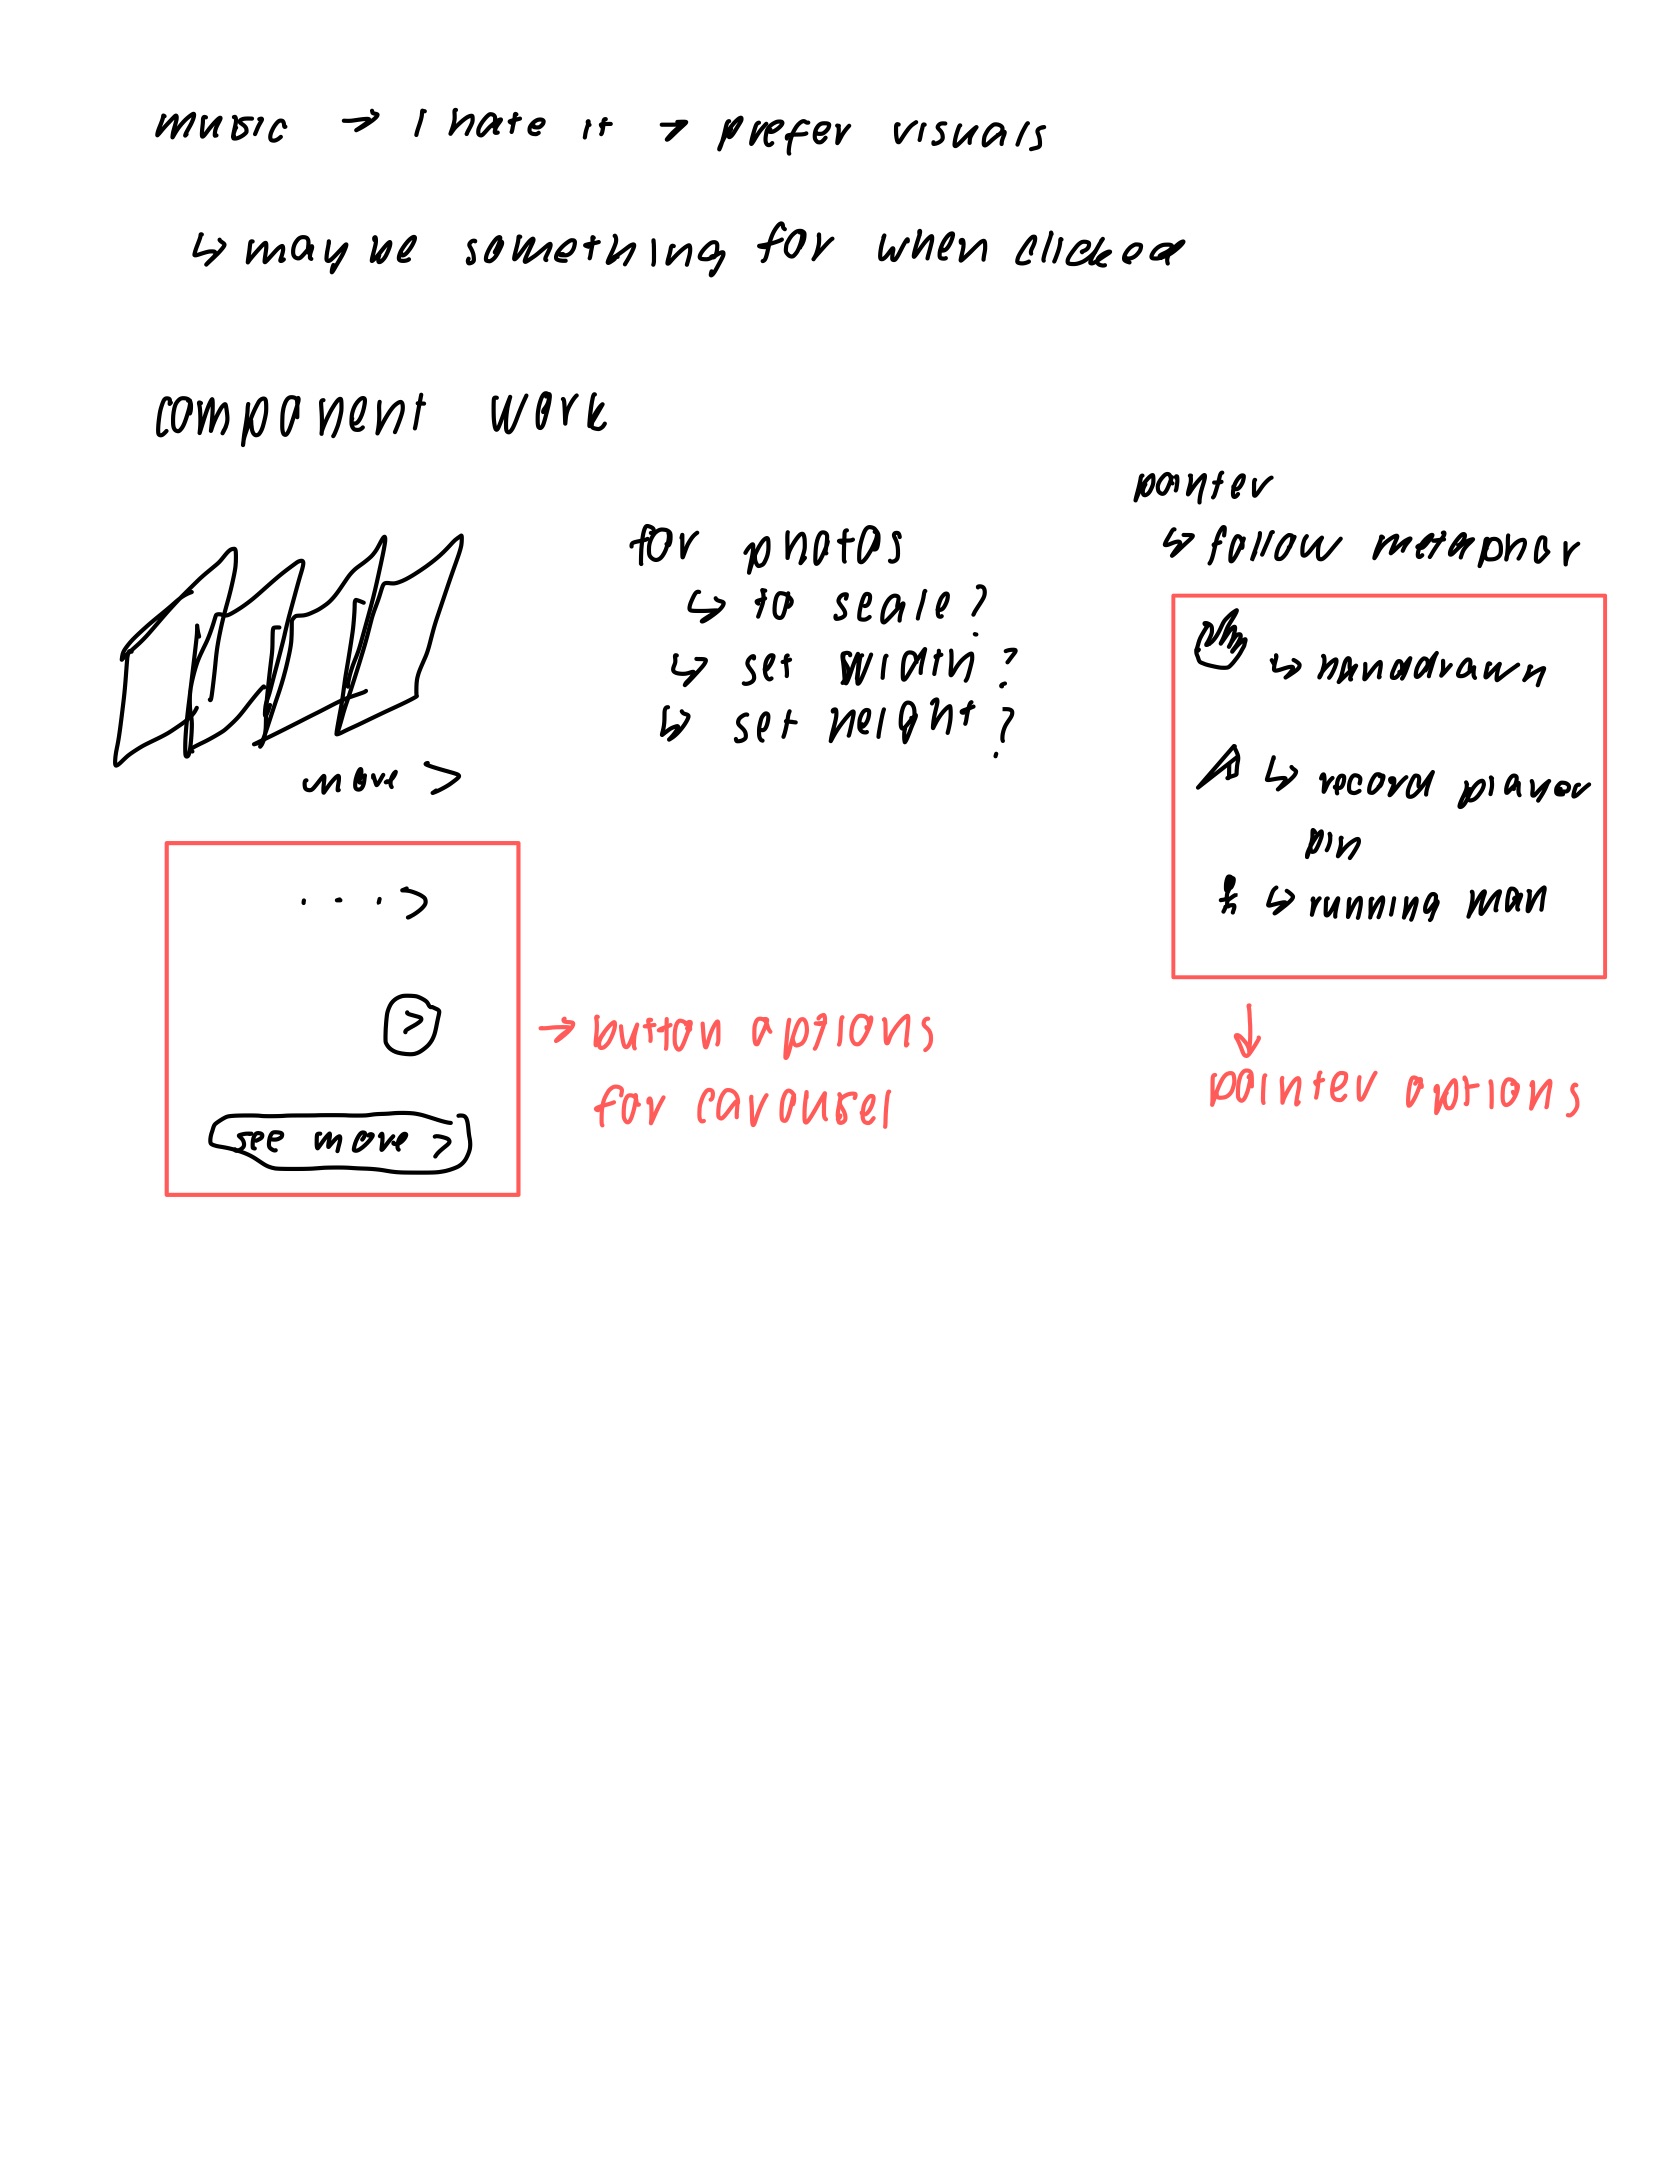 music → I hate it → prefer visuals
↳ maybe something for when clicked
component work
for photos
↳ to scale?
↳ set width?
↳ set height?
more >
. . . >
>
see more >
→ button options
for carousel
pointer
↳ follow metaphor
↳ handdrawn
↳ record player
pin
↳ running man
↓
pointer options